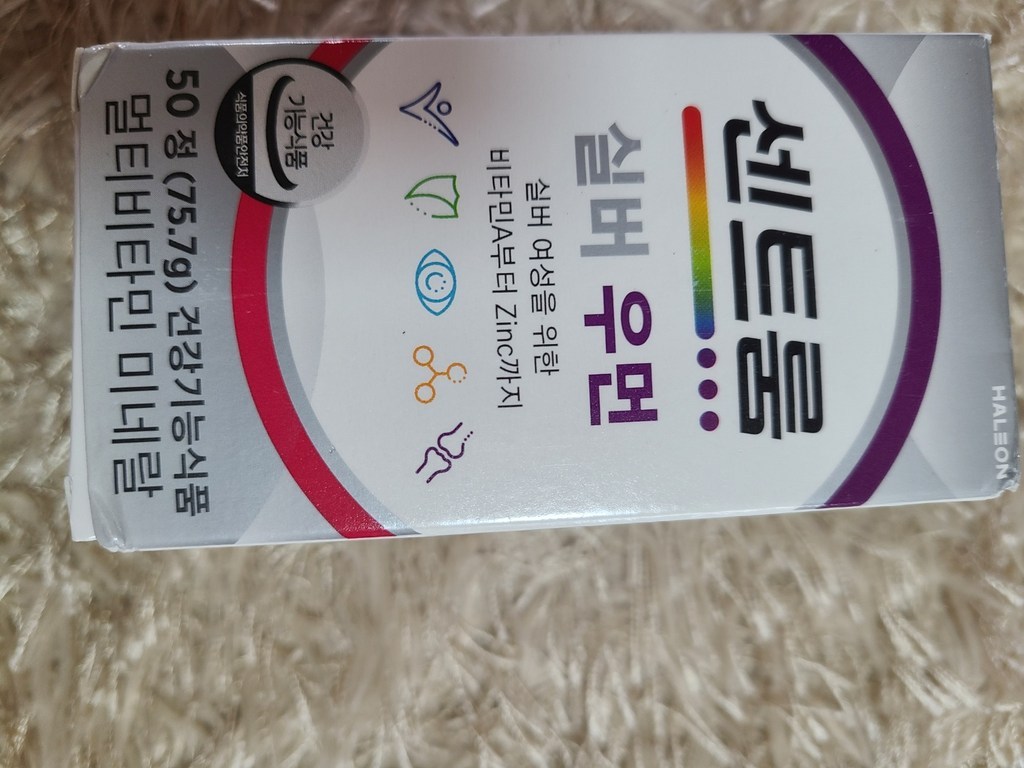 HALEON
센트룸
실버 우먼
실버 여성을 위한
비타민A부터 Zinc까지
건강
기능식품
식품의약품안전처
50 정 (75.7g) 건강기능식품
멀티비타민 미네랄